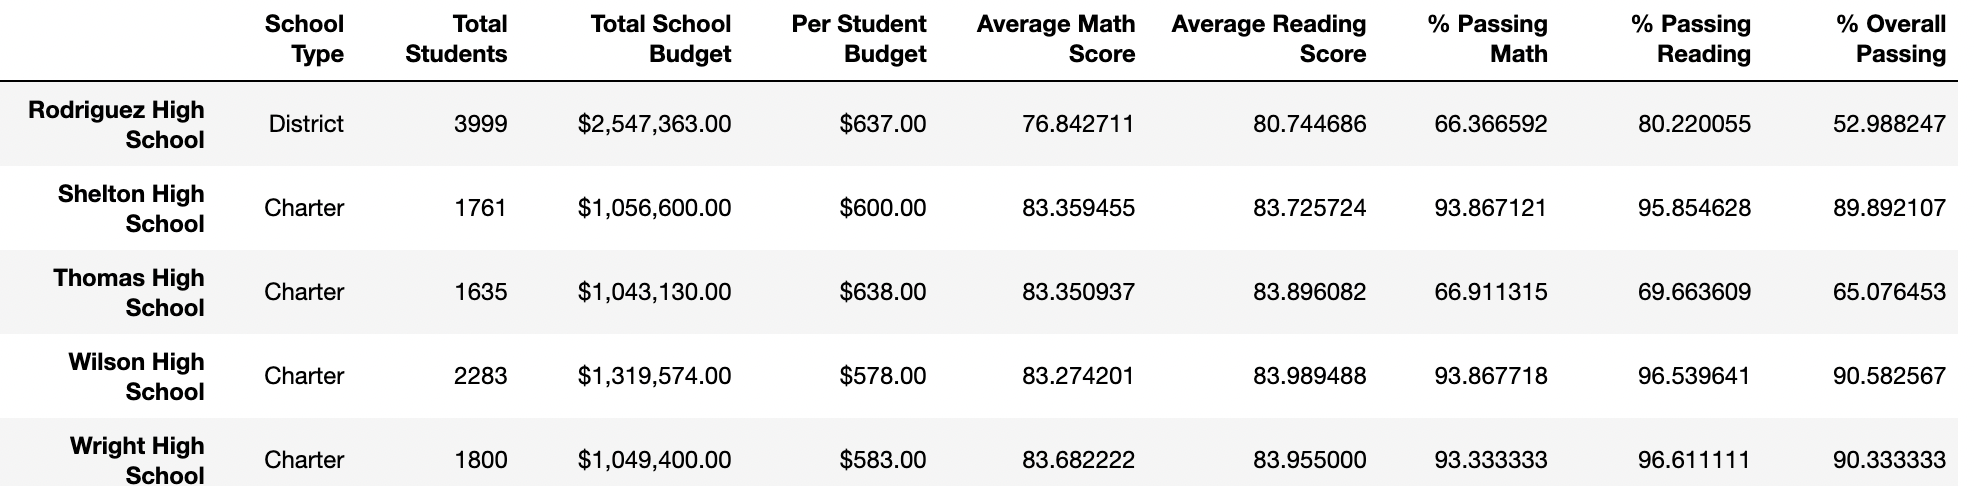 School Type Total Students Total School Budget Per Student Budget Average Math Score Average Reading Score % Passing Math % Passing Reading % Overall Passing
Rodriguez High School District 3999 $2,547,363.00 $637.00 76.842711 80.744686 66.366592 80.220055 52.988247
Shelton High School Charter 1761 $1,056,600.00 $600.00 83.359455 83.725724 93.867121 95.854628 89.892107
Thomas High School Charter 1635 $1,043,130.00 $638.00 83.350937 83.896082 66.911315 69.663609 65.076453
Wilson High School Charter 2283 $1,319,574.00 $578.00 83.274201 83.989488 93.867718 96.539641 90.582567
Wright High School Charter 1800 $1,049,400.00 $583.00 83.682222 83.955000 93.333333 96.611111 90.333333